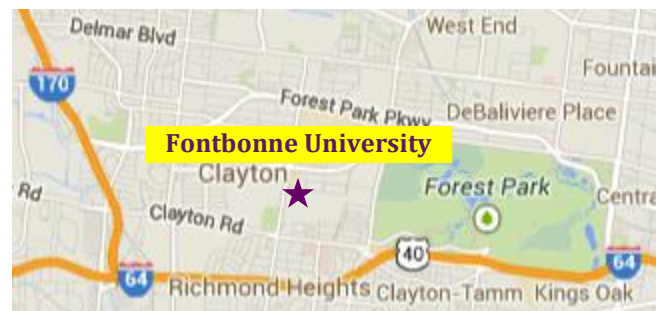 Delmar Blvd
West End
170
Fountai
Forest Park Pkwy
DeBaliviere Place
Fontbonne University
Clayton
Forest Park
Rd
Centra
Clayton Rd
40
64
64
Richmond Heights
Clayton-Tamm
Kings Oak